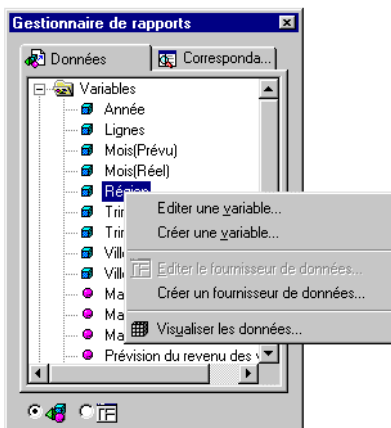 Gestionnaire de rapports
Données
Corresponda...
Variables
Année
Lignes
Mois(Prévu)
Mois(Réel)
Région
Editer une variable...
Créer une variable...
Editer le fournisseur de données...
Créer un fournisseur de données...
Visualiser les données...
Prévision du revenu des